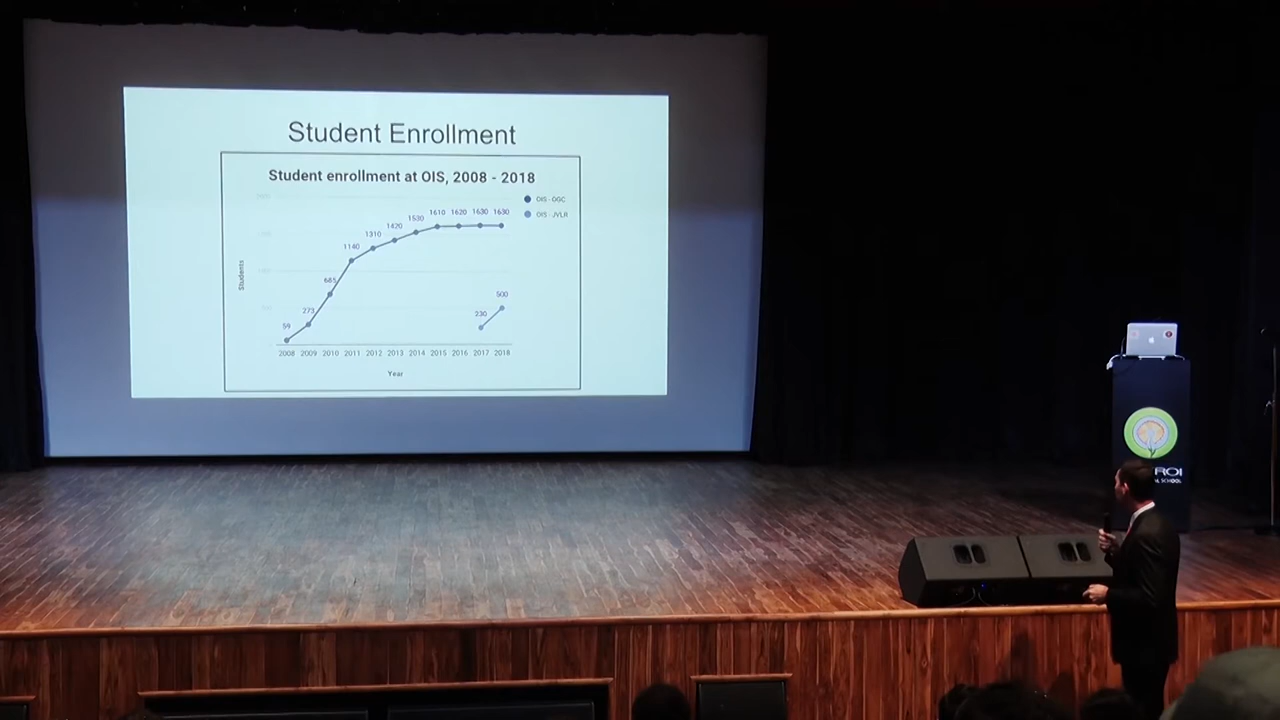 Student Enrollment
Student enrollment at OIS, 2008 - 2018
OIS - OGC
OIS - JVLR
1610 1620 1630 1630
1530
1420
1310
1140
685
500
273
230
59
Students
2008 2009 2010 2011 2012 2013 2014 2015 2016 2017 2018
Year
ROI
SCHOOL